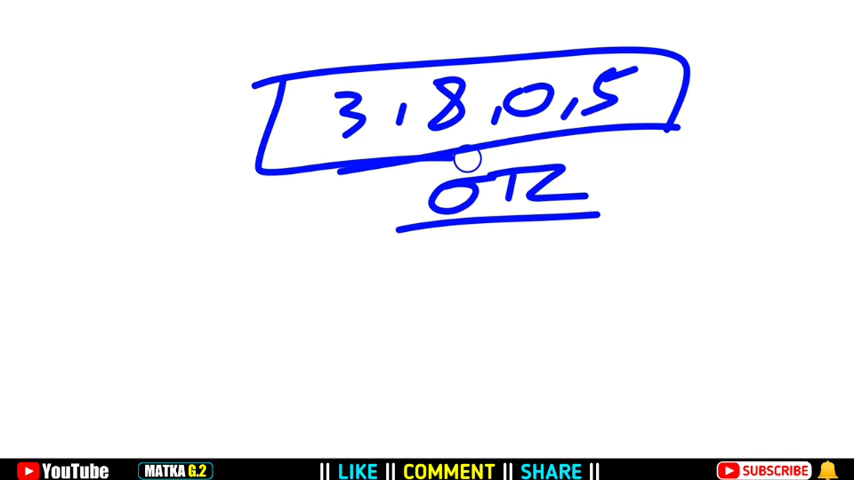 3, 8, 0, 5
OTC
YouTube MATKA G.2 || LIKE || COMMENT || SHARE || SUBSCRIBE